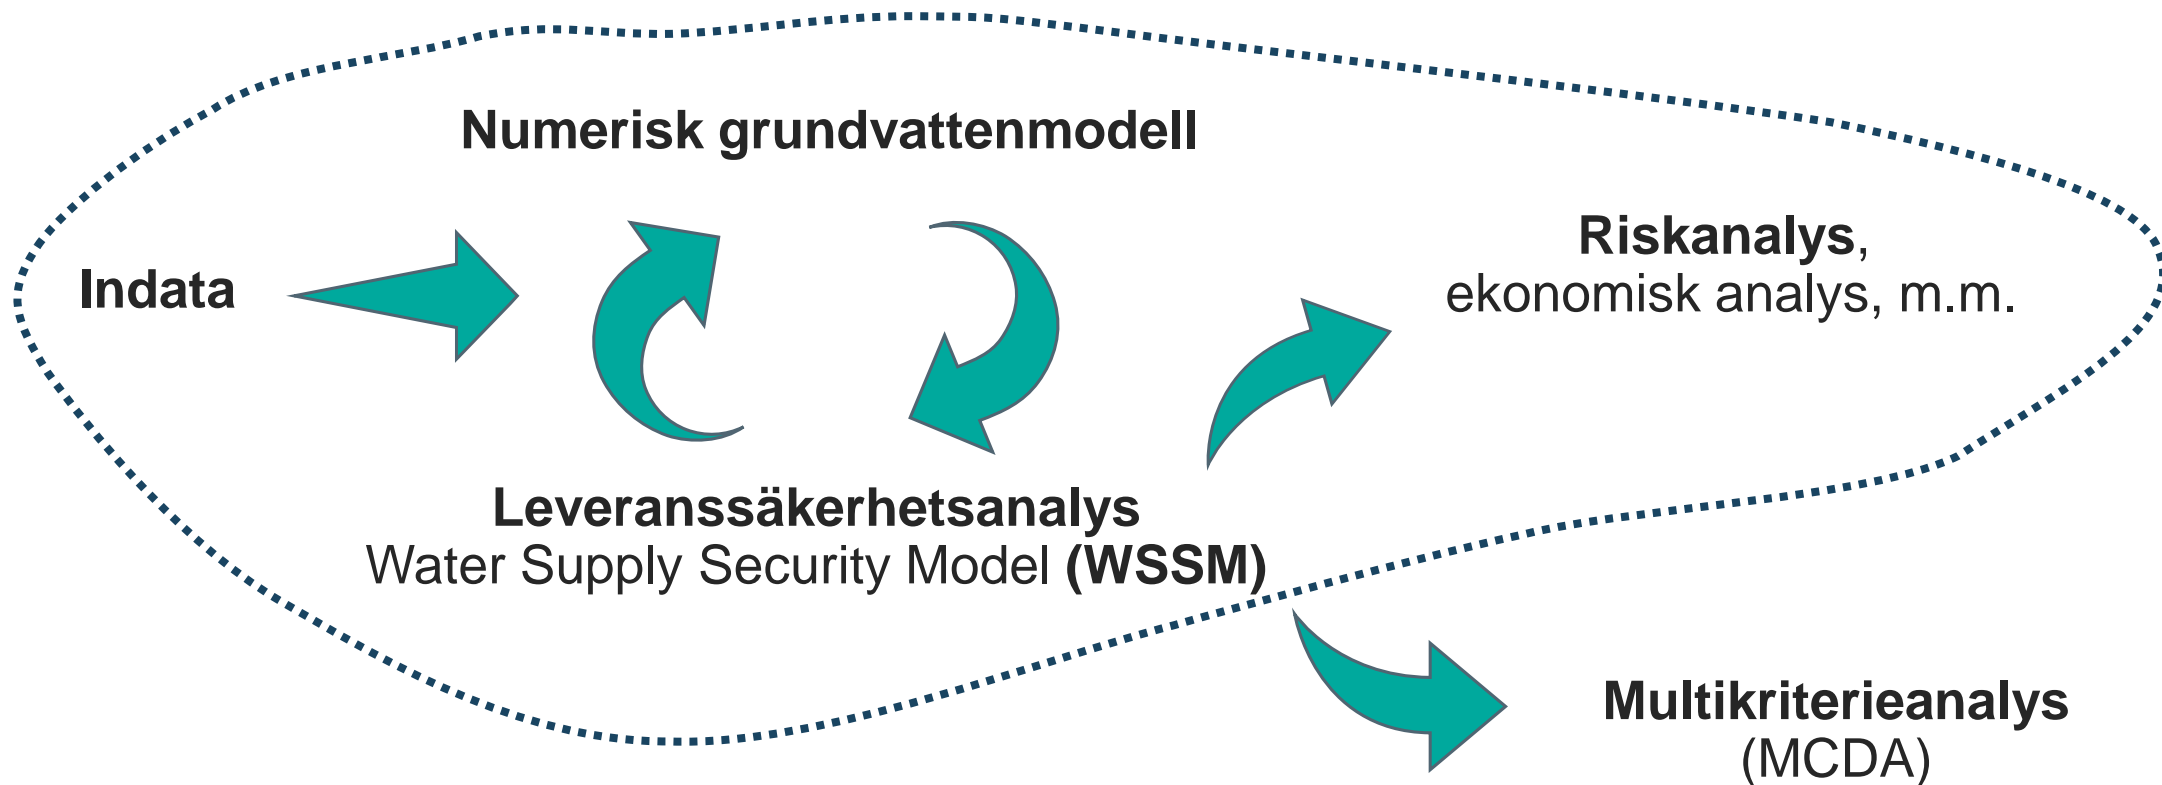 Numerisk grundvattenmodell
Indata
Riskanalys,
ekonomisk analys, m.m.
Leveranssäkerhetsanalys
Water Supply Security Model (WSSM)
Multikriterieanalys
(MCDA)